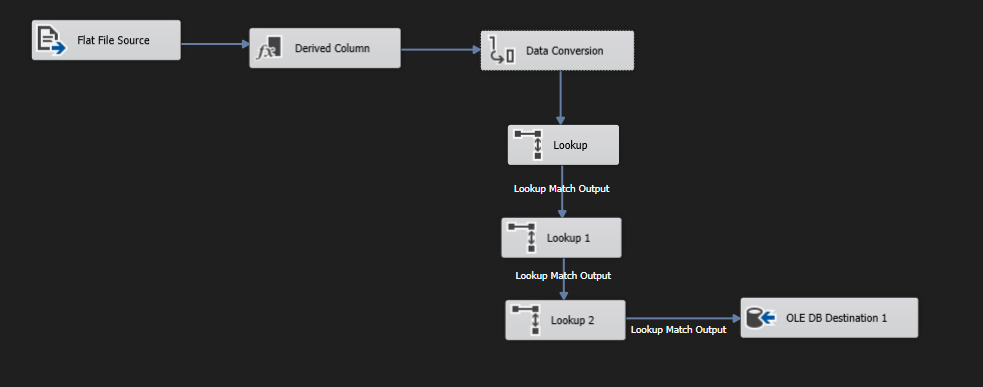 Flat File Source
Derived Column
Data Conversion
Lookup
Lookup Match Output
Lookup 1
Lookup Match Output
Lookup 2
Lookup Match Output
OLE DB Destination 1